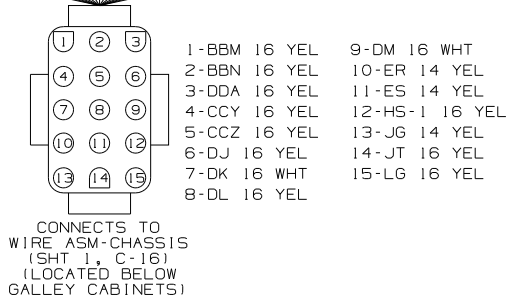 1 2 3
4 5 6
7 8 9
10 11 12
13 14 15
1-BBM 16 YEL
2-BBN 16 YEL
3-DDA 16 YEL
4-CCY 16 YEL
5-CCZ 16 YEL
6-DJ 16 YEL
7-DK 16 WHT
8-DL 16 YEL
9-DM 16 WHT
10-ER 14 YEL
11-ES 14 YEL
12-HS-1 16 YEL
13-JG 14 YEL
14-JT 16 YEL
15-LG 16 YEL
CONNECTS TO
WIRE ASM-CHASSIS
(SHT 1, C-16)
(LOCATED BELOW
GALLEY CABINETS)